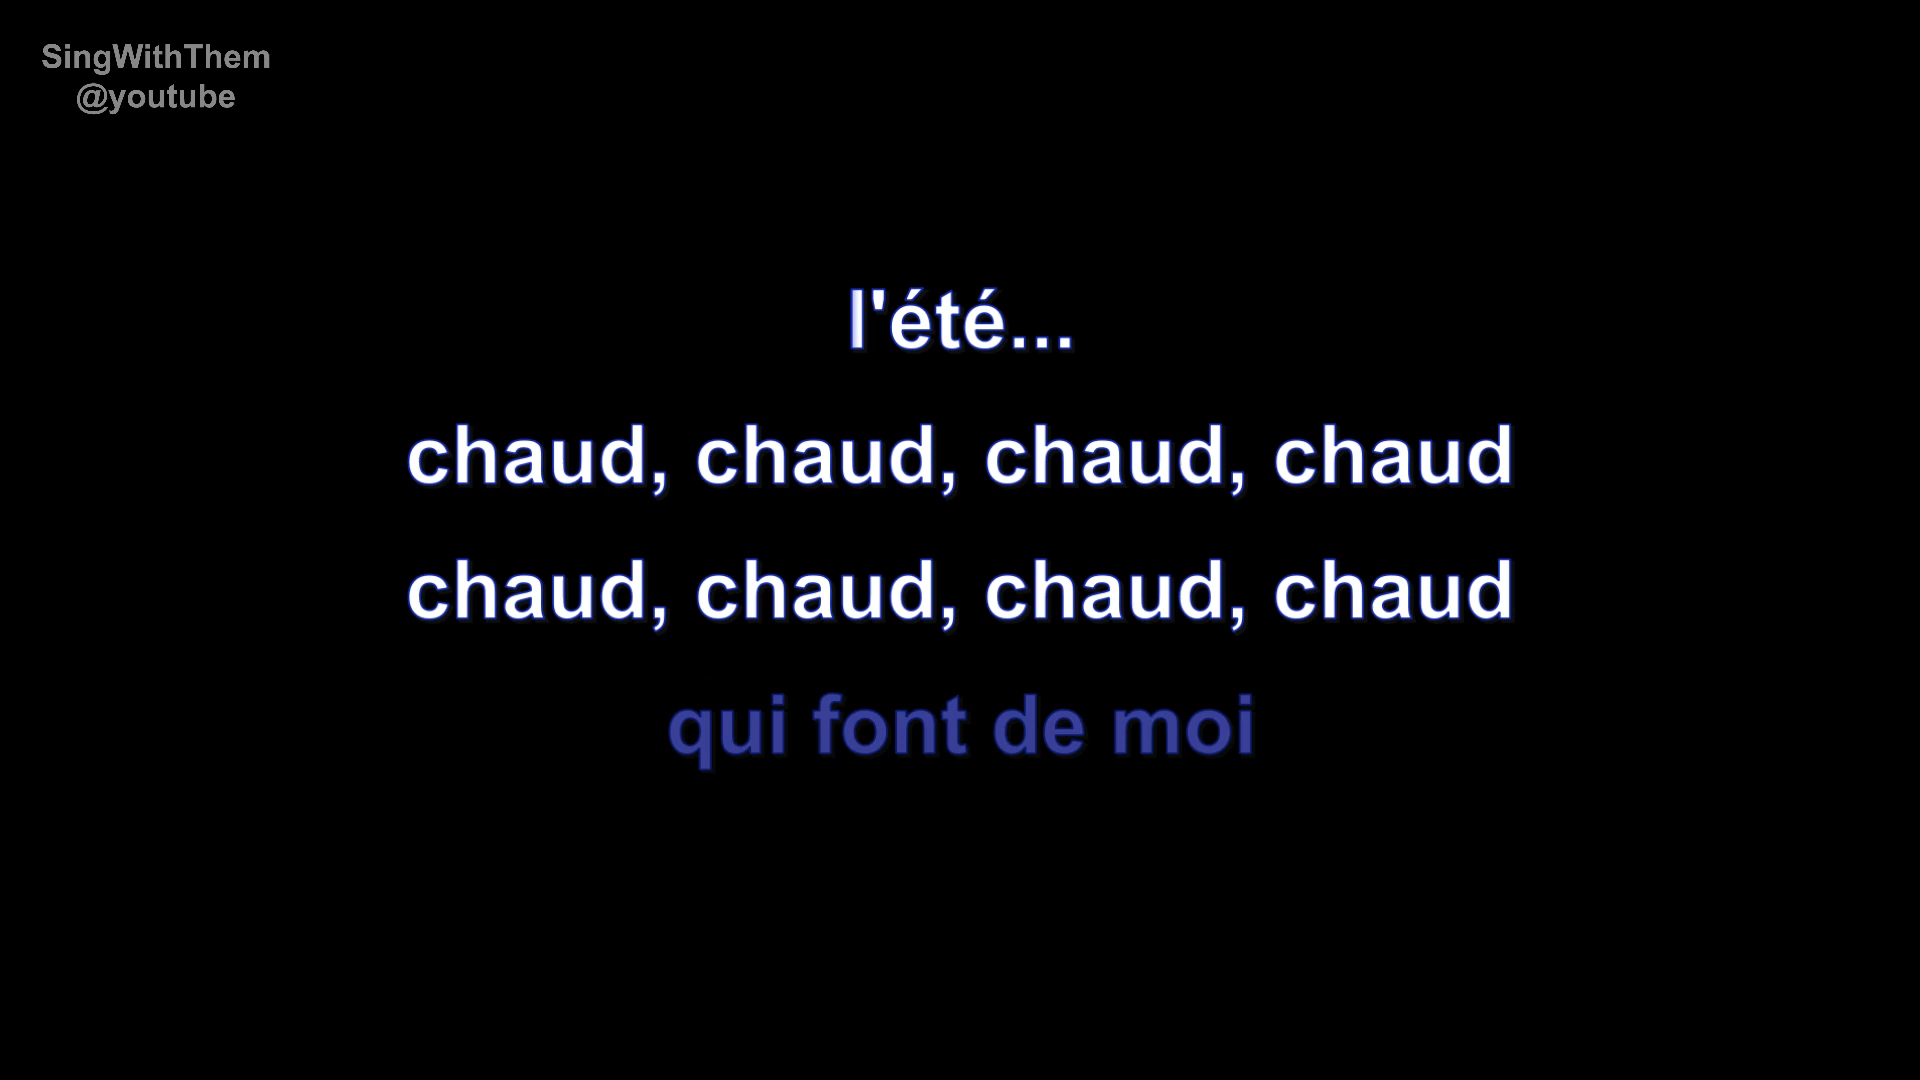 SingWithThem
@youtube
l'été...
chaud, chaud, chaud, chaud
chaud, chaud, chaud, chaud
qui font de moi